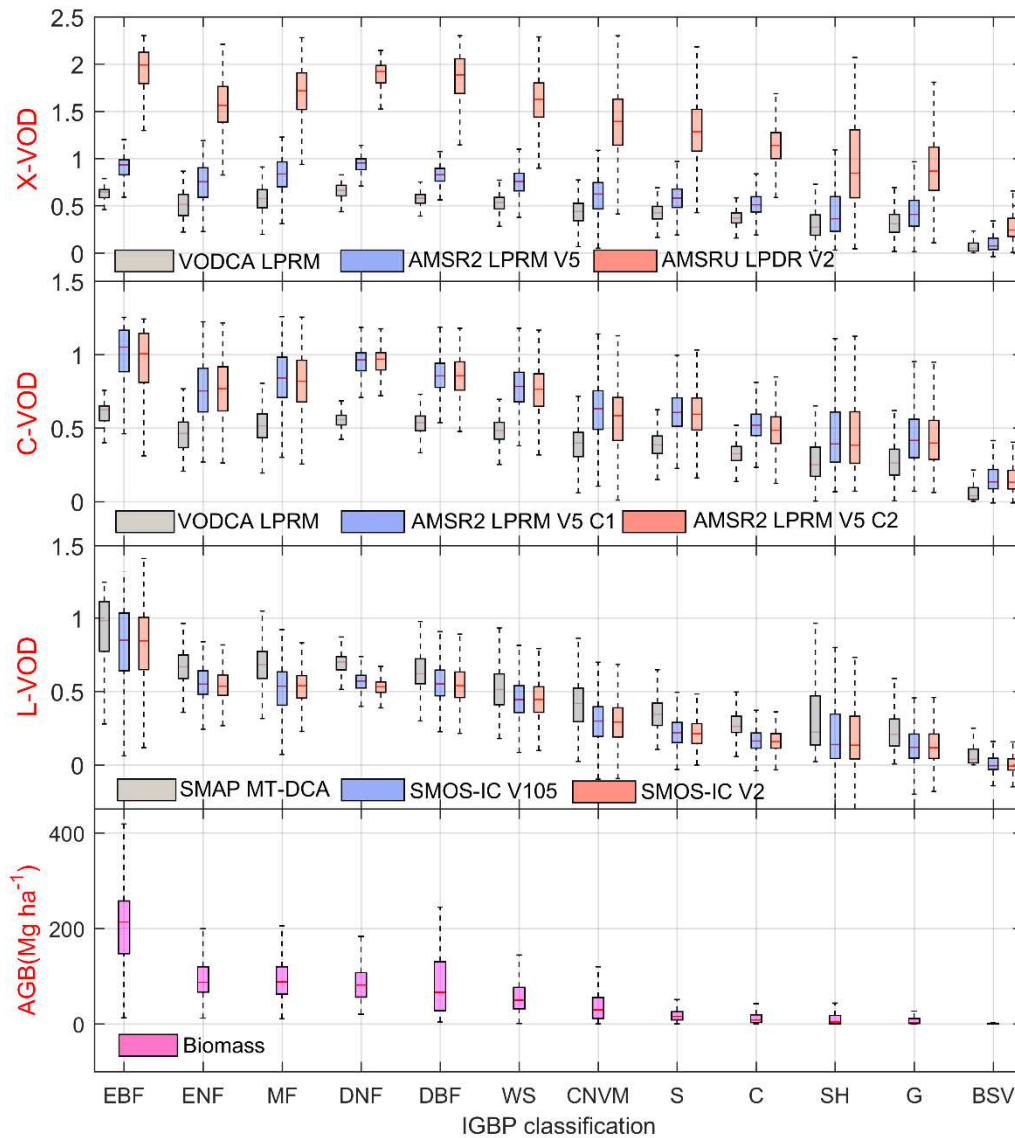 X-VOD
2
1.5
1
0.5
0
VODCA LPRM AMSR2 LPRM V5 AMSRU LPDR V2
C-VOD
1.5
1
0.5
0
VODCA LPRM AMSR2 LPRM V5 C1 AMSR2 LPRM V5 C2
L-VOD
1.5
1
0.5
0
SMAP MT-DCA SMOS-IC V105 SMOS-IC V2
AGB(Mg ha⁻¹)
400
200
0
Biomass
EBF ENF MF DNF DBF WS CNVM S C SH G BSV
IGBP classification